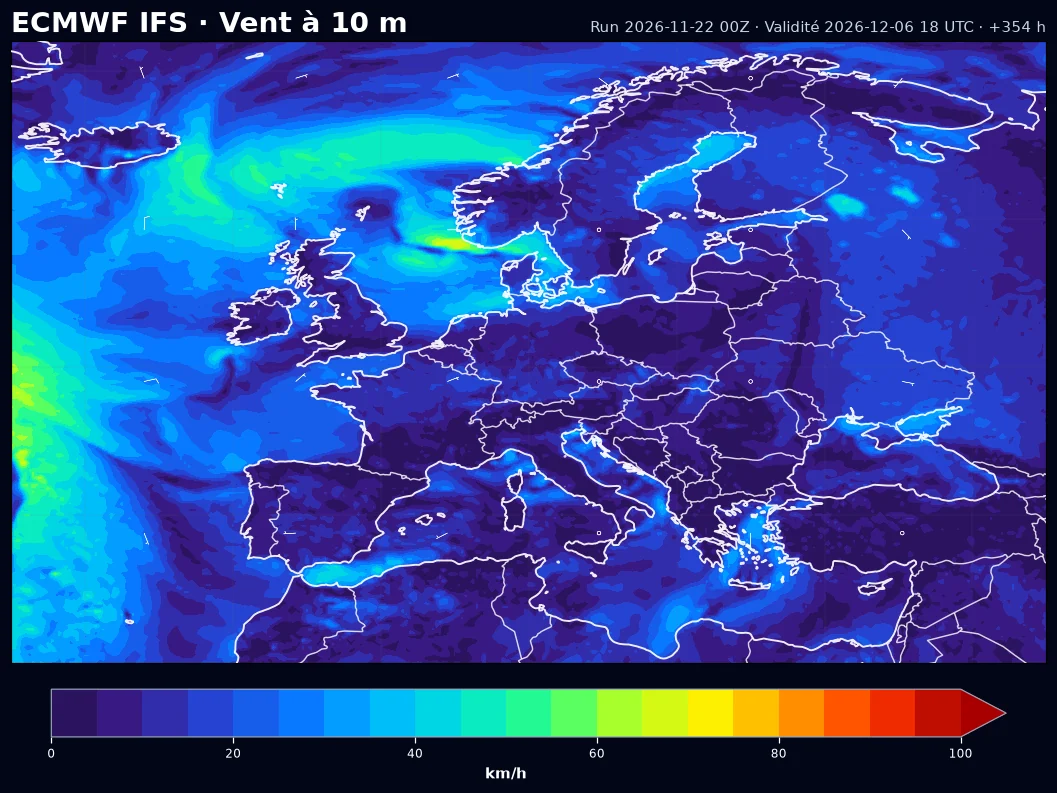 ECMWF IFS · Vent à 10 m
Run 2026-11-22 00Z · Validité 2026-12-06 18 UTC · +354 h
0 20 40 60 80 100
km/h